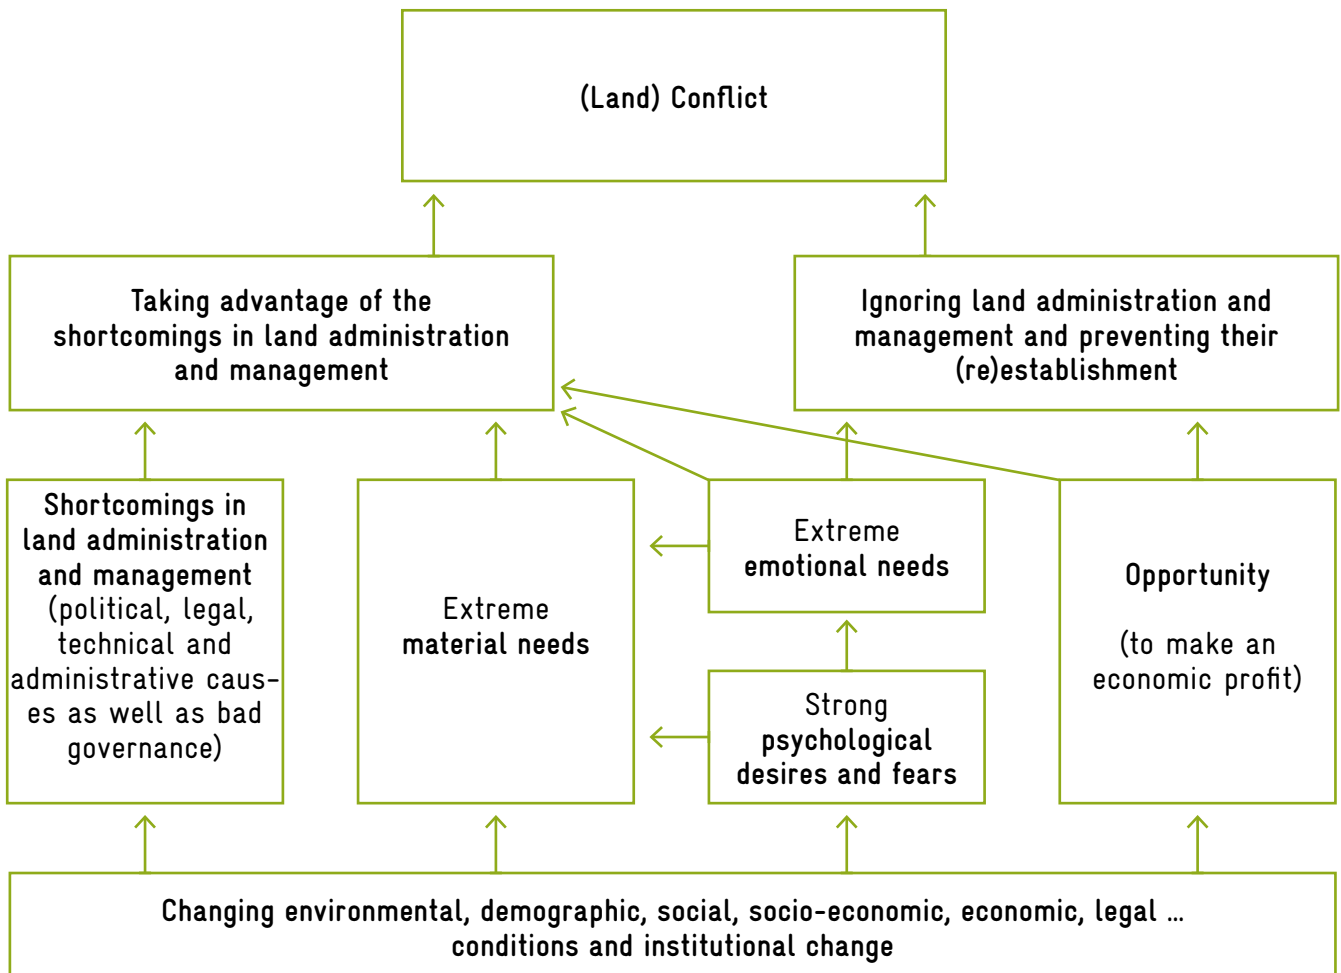 (Land) Conflict
Taking advantage of the
shortcomings in land administration
and management
Ignoring land administration and
management and preventing their
(re)establishment
Shortcomings in
land administration
and management
(political, legal,
technical and
administrative caus-
es as well as bad
governance)
Extreme
material needs
Extreme
emotional needs
Strong
psychological
desires and fears
Opportunity
(to make an
economic profit)
Changing environmental, demographic, social, socio-economic, economic, legal ...
conditions and institutional change